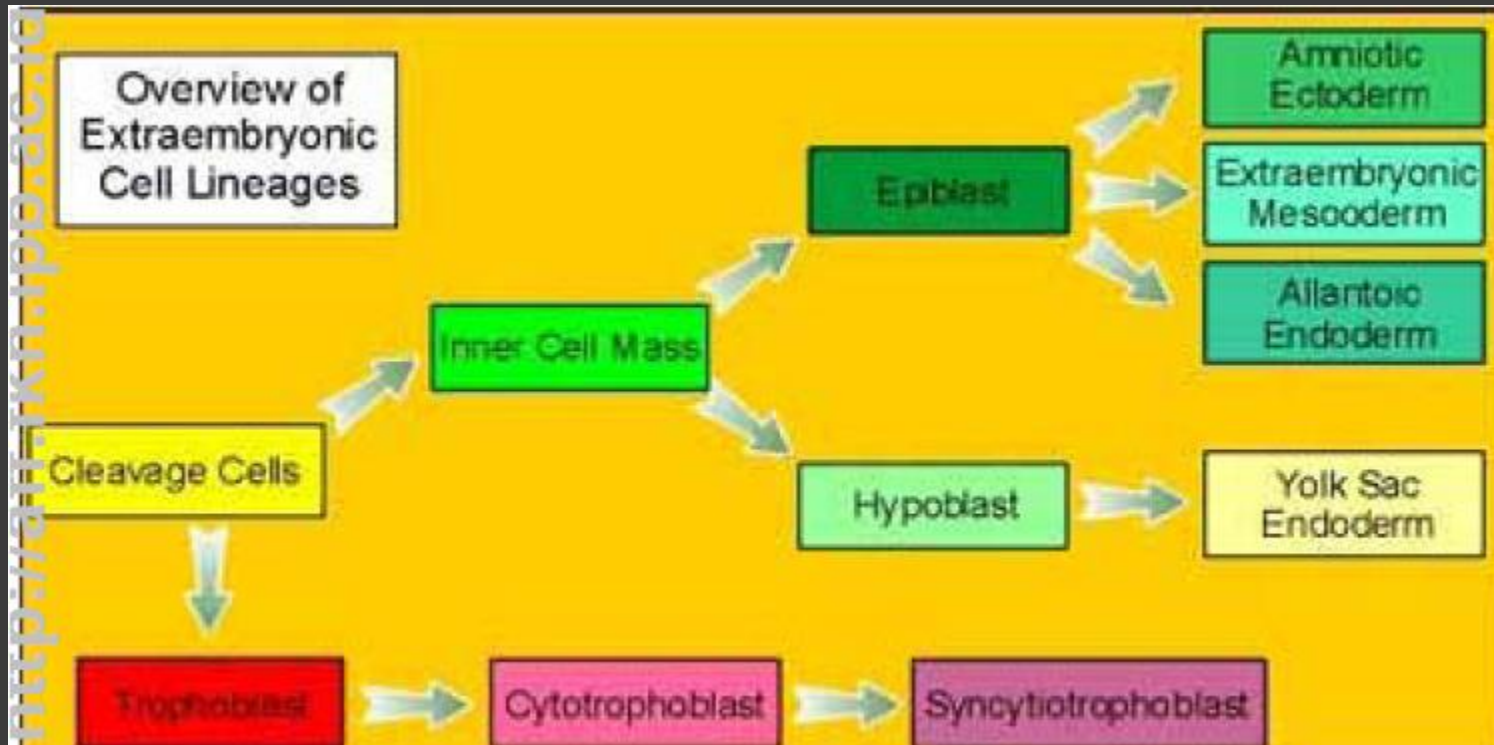 Overview of
Extraembryonic
Cell Lineages
Amniotic
Ectoderm
Epiblast
Extraembryonic
Mesooderm
Allantoic
Endoderm
Inner Cell Mass
Cleavage Cells
Hypoblast
Yolk Sac
Endoderm
Trophoblast
Cytotrophoblast
Syncytiotrophoblast